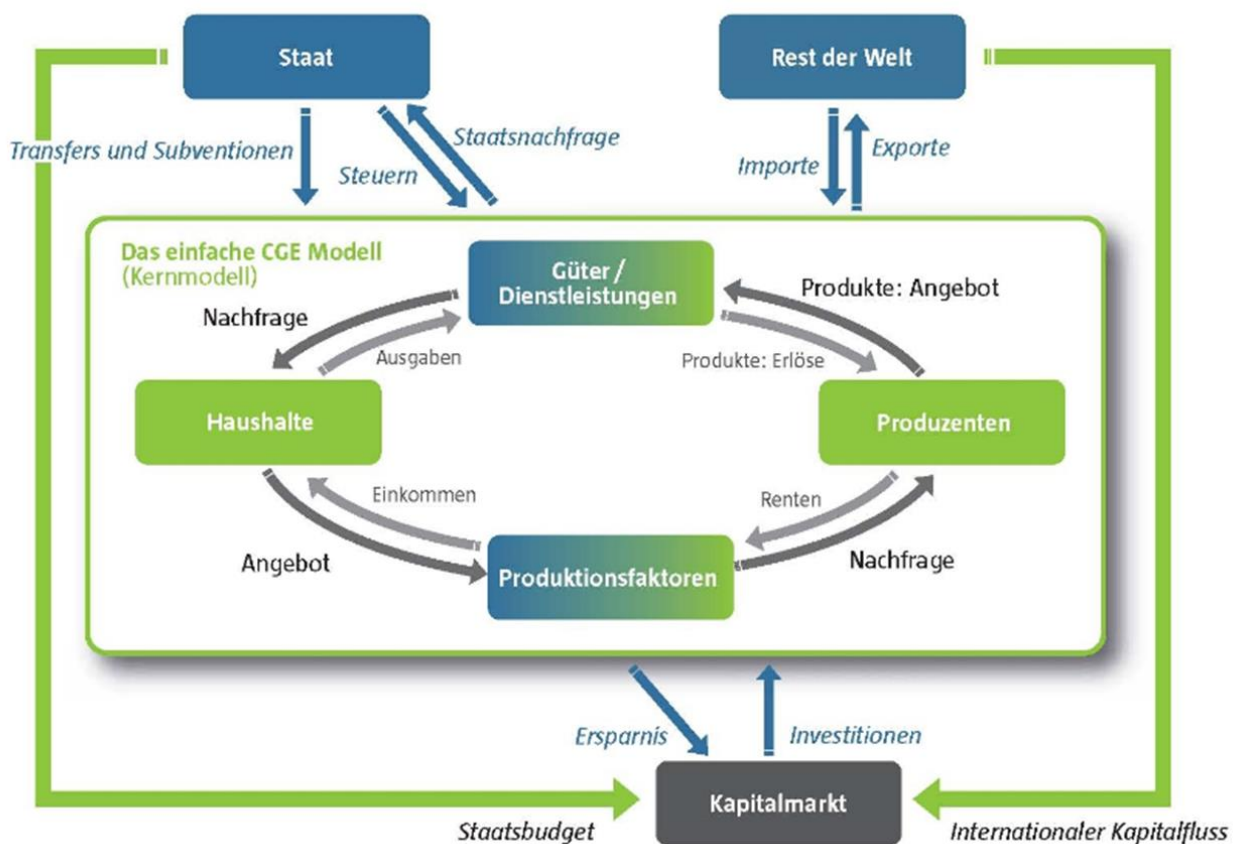 Staat
Rest der Welt
Transfers und Subventionen
Steuern
Staatsnachfrage
Importe
Exporte
Das einfache CGE Modell
(Kernmodell)
Güter /
Dienstleistungen
Nachfrage
Ausgaben
Produkte: Angebot
Produkte: Erlöse
Haushalte
Produzenten
Einkommen
Angebot
Renten
Nachfrage
Produktionsfaktoren
Ersparnis
Investitionen
Kapitalmarkt
Staatsbudget
Internationaler Kapitalfluss